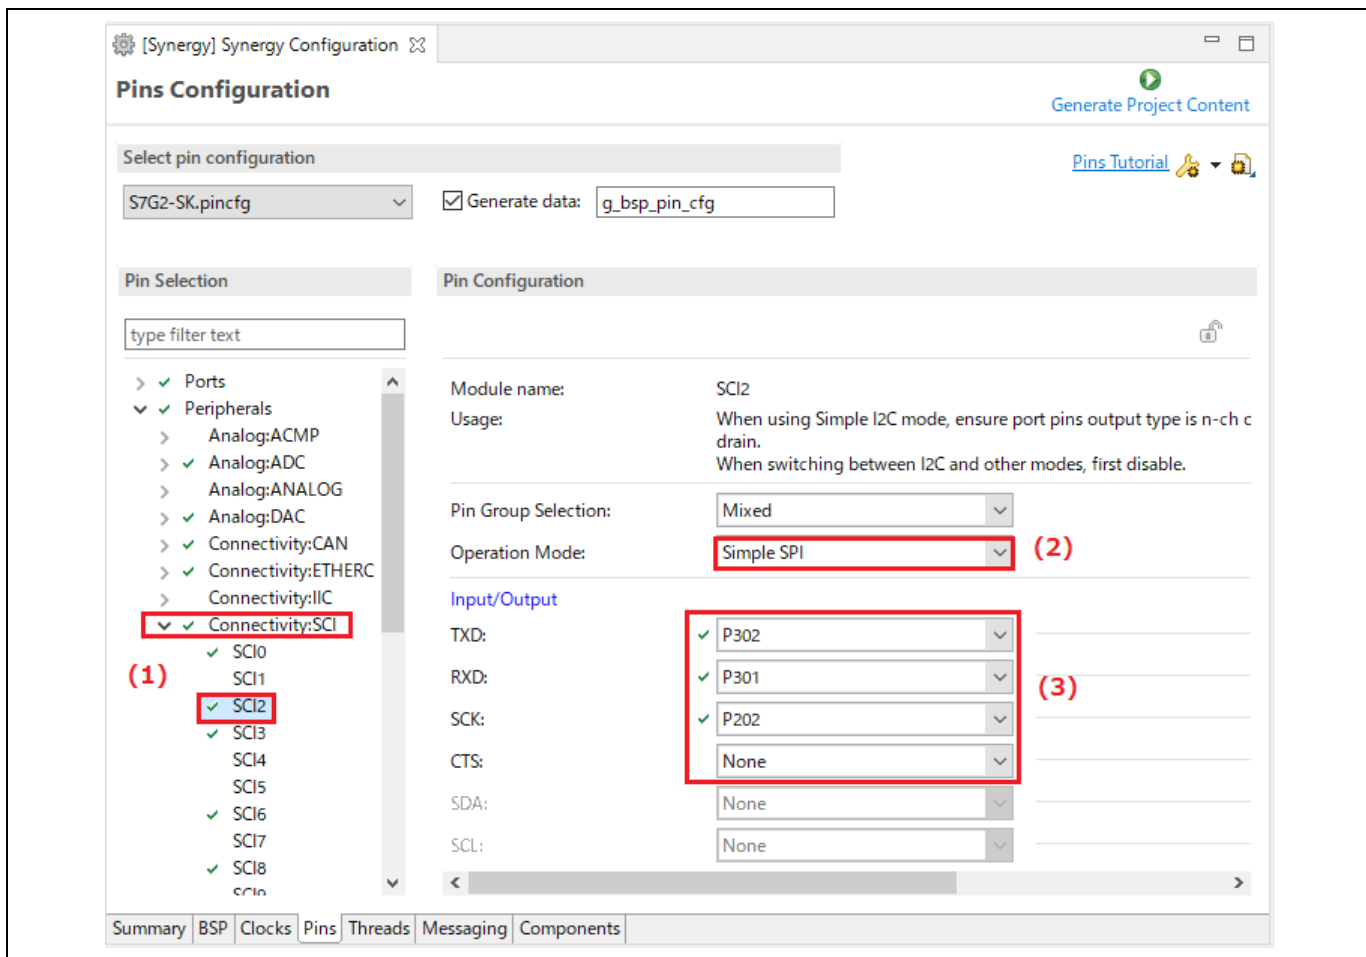 [Synergy] Synergy Configuration
Pins Configuration
Generate Project Content
Select pin configuration
Pins Tutorial
S7G2-SK.pincfg
Generate data:
g_bsp_pin_cfg
Pin Selection
type filter text
Ports
Peripherals
Analog:ACMP
Analog:ADC
Analog:ANALOG
Analog:DAC
Connectivity:CAN
Connectivity:ETHERC
Connectivity:IIC
Connectivity:SCI
(1)
SCI0
SCI1
SCI2
SCI3
SCI4
SCI5
SCI6
SCI7
SCI8
SCI9
Pin Configuration
Module name: SCI2
Usage: When using Simple I2C mode, ensure port pins output type is n-ch
drain.
When switching between I2C and other modes, first disable.
Pin Group Selection: Mixed
Operation Mode: Simple SPI (2)
Input/Output
TXD: P302
RXD: P301
(3)
SCK: P202
CTS: None
SDA: None
SCL: None
Summary BSP Clocks Pins Threads Messaging Components